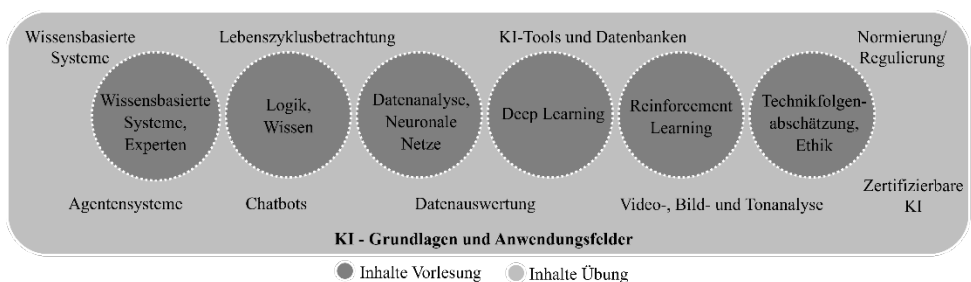 Wissensbasierte
Systeme
Lebenszyklusbetrachtung
KI-Tools und Datenbanken
Normierung/
Regulierung
Wissensbasierte
Systeme,
Experten
Logik,
Wissen
Datenanalyse,
Neuronale
Netze
Deep Learning
Reinforcement
Learning
Technikfolgen-
abschätzung,
Ethik
Agentensysteme
Chatbots
Datenauswertung
Video-, Bild- und Tonanalyse
Zertifizierbare
KI
KI - Grundlagen und Anwendungsfelder
Inhalte Vorlesung
Inhalte Übung